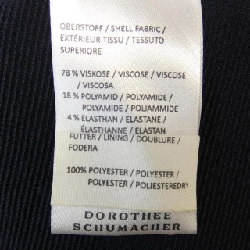 OBERSTOFF / SHELL FABRIC /
EXTÉRIEUR TISSU / TESSUTO
SUPERIORE
78 % VISKOSE / VISCOSE / VISCOSE
/ VISCOSA
18 % POLYAMID / POLYAMIDE /
POLYAMIDE / POLIAMMIDE
4 % ELASTHAN / ELASTANE /
ÉLASTHANNE / ELASTAN
FUTTER / LINING / DOUBLURE /
FODERA
100% POLYESTER / POLYESTER /
POLYESTER / POLIESTEREDRY
DOROTHEE
SCHUMACHER